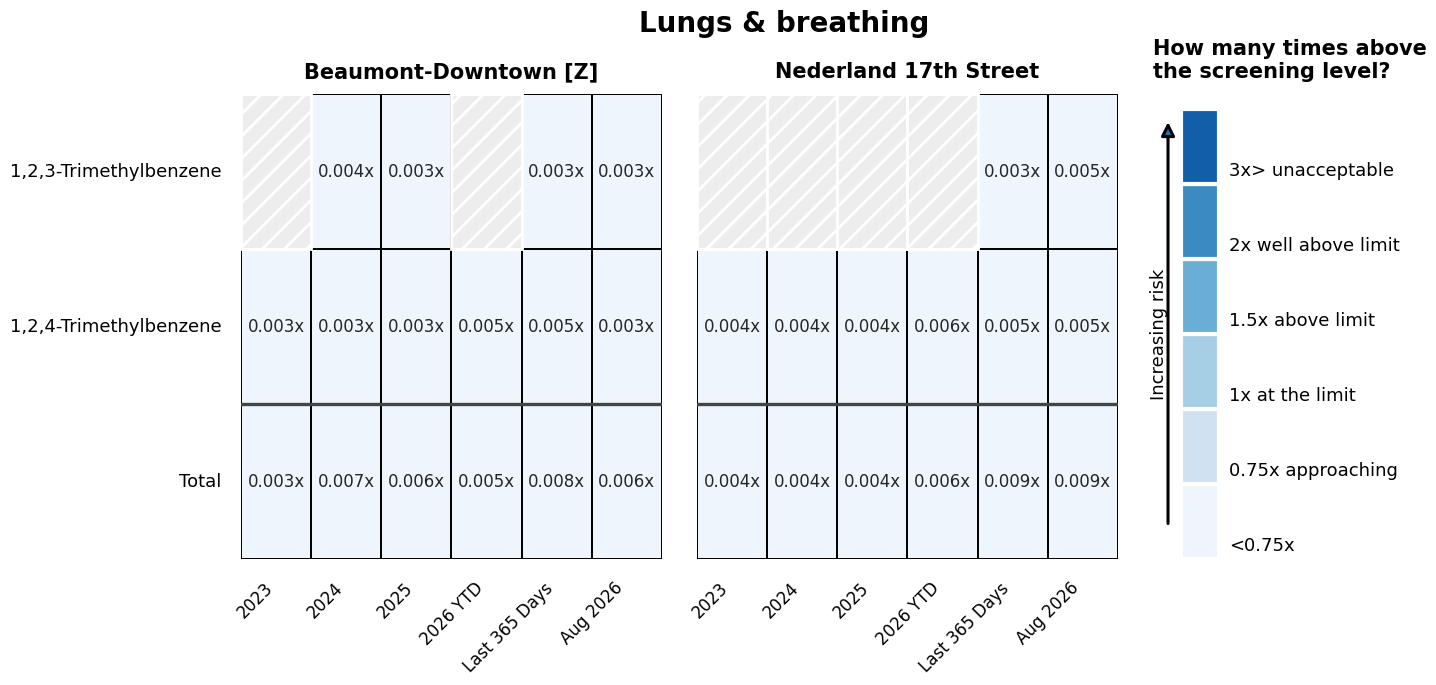 Lungs & breathing
Beaumont-Downtown [Z]
Nederland 17th Street
How many times above
the screening level?
1,2,3-Trimethylbenzene
0.004x 0.003x 0.003x 0.003x 0.003x 0.005x
1,2,4-Trimethylbenzene
0.003x 0.003x 0.003x 0.005x 0.005x 0.003x 0.004x 0.004x 0.004x 0.006x 0.005x 0.005x
Total
0.003x 0.007x 0.006x 0.005x 0.008x 0.006x 0.004x 0.004x 0.004x 0.006x 0.009x 0.009x
2023 2024 2025 2026 YTD Last 365 Days Aug 2026
2023 2024 2025 2026 YTD Last 365 Days Aug 2026
Increasing risk
3x> unacceptable
2x well above limit
1.5x above limit
1x at the limit
0.75x approaching
<0.75x